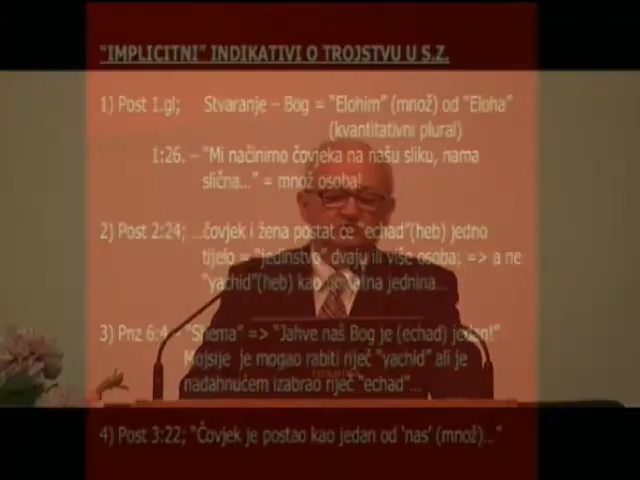 "IMPLICITNI" INDIKATIVI O TROJSTVU U S.Z.
1) Post 1.gl; Stvaranje – Bog = "Elohim" (množ) od "Eloha"
(kvantitativni plural)
1:26. – "Mi načinimo čovjeka na našu sliku, nama
slična..." = množ osoba!
2) Post 2:24; ...čovjek i žena postat će "echad"(heb) jedno
tijelo = "jedinstvo" dvaju ili više osoba; => a ne
"yachid"(heb) kao jednina...
3) Pnz 6:4 – "Shema" => "Jahve naš Bog je (echad) jedan!"
Mojsije je mogao rabiti riječ "yachid" ali je
nadahnućem izabrao riječ "echad"...
4) Post 3:22; "Čovjek je postao kao jedan od 'nas' (množ)..."